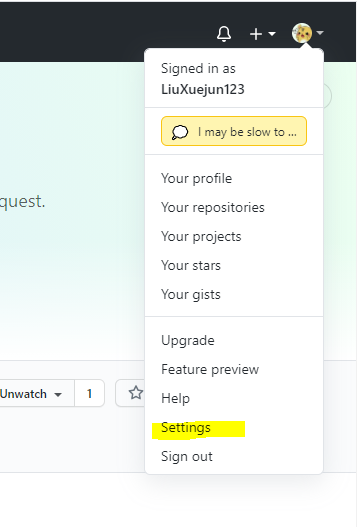 Signed in as
LiuXuejun123
I may be slow to ...
Your profile
Your repositories
quest.
Your projects
Your stars
Your gists
Upgrade
Feature preview
Unwatch
1
Help
Settings
Sign out